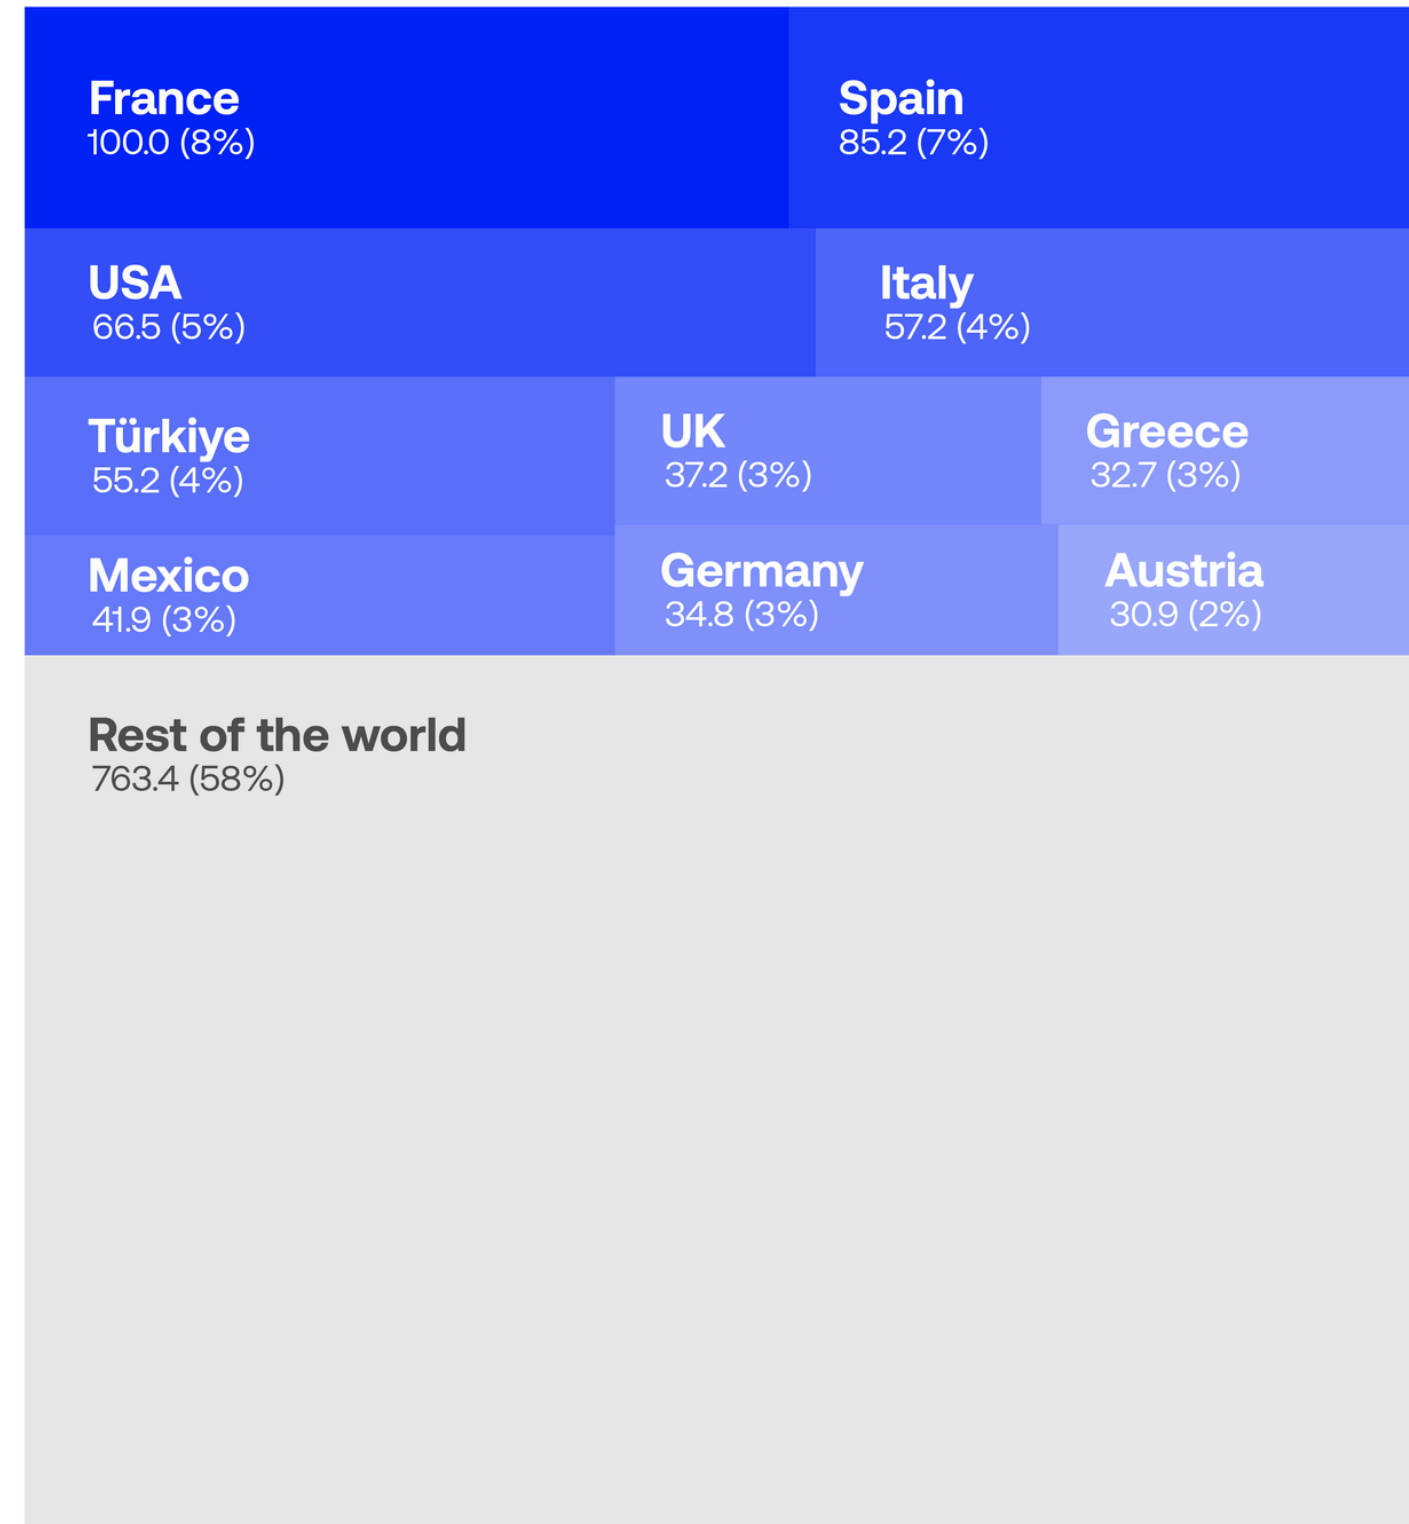 France
100.0 (8%)
Spain
85.2 (7%)
USA
66.5 (5%)
Italy
57.2 (4%)
Türkiye
55.2 (4%)
UK
37.2 (3%)
Greece
32.7 (3%)
Mexico
41.9 (3%)
Germany
34.8 (3%)
Austria
30.9 (2%)
Rest of the world
763.4 (58%)